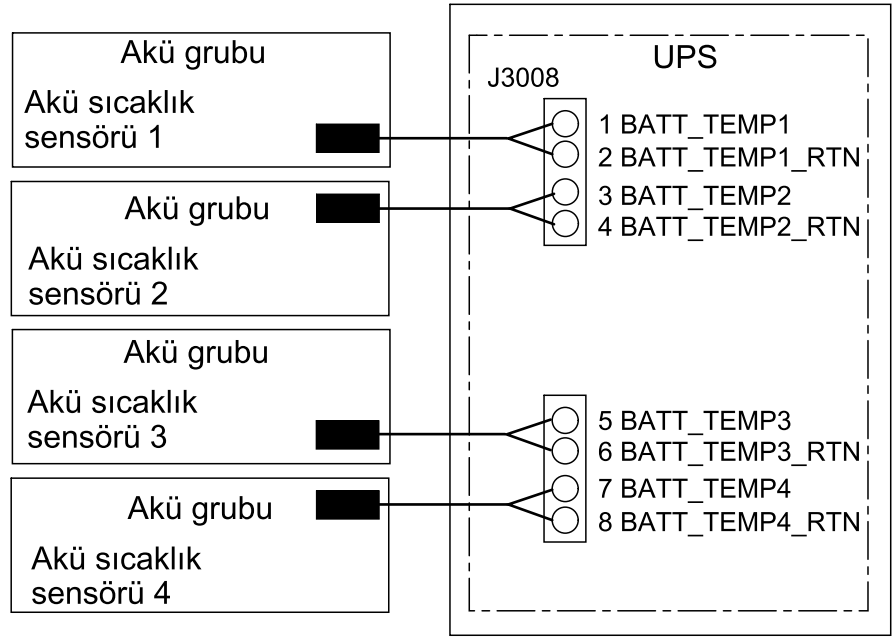 Akü grubu
Akü sıcaklık
sensörü 1
Akü grubu
Akü sıcaklık
sensörü 2
Akü grubu
Akü sıcaklık
sensörü 3
Akü grubu
Akü sıcaklık
sensörü 4
UPS
J3008
1 BATT_TEMP1
2 BATT_TEMP1_RTN
3 BATT_TEMP2
4 BATT_TEMP2_RTN
5 BATT_TEMP3
6 BATT_TEMP3_RTN
7 BATT_TEMP4
8 BATT_TEMP4_RTN